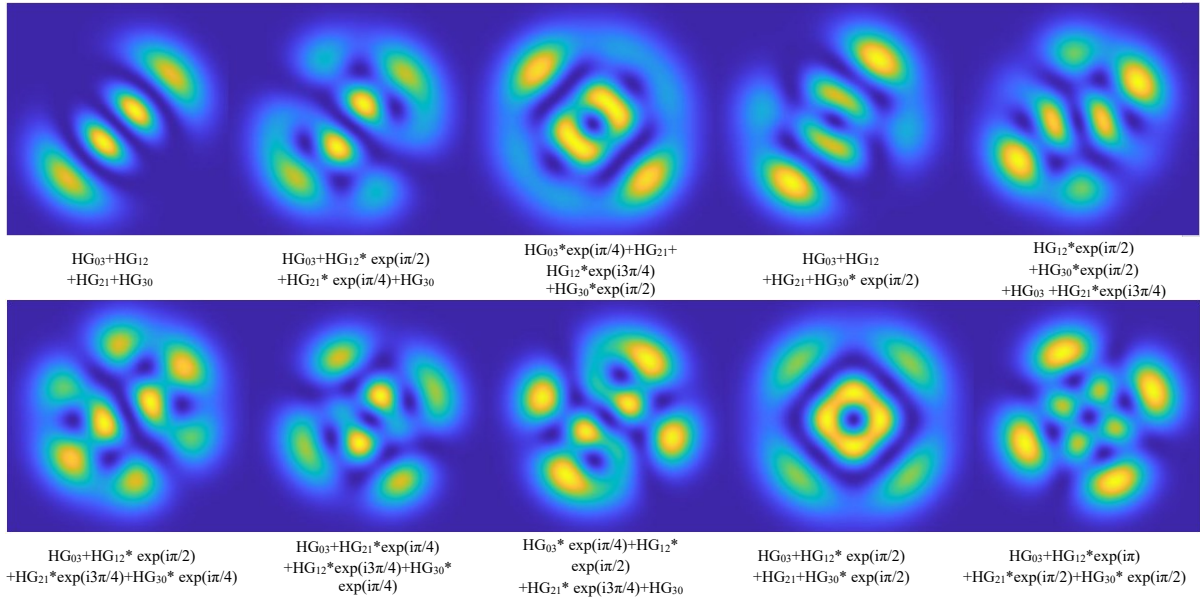 HG₀₃+HG₁₂
+HG₂₁+HG₃₀
HG₀₃+HG₁₂* exp(iπ/2)
+HG₂₁* exp(iπ/4)+HG₃₀
HG₀₃*exp(iπ/4)+HG₂₁+
HG₁₂*exp(i3π/4)
+HG₃₀*exp(iπ/2)
HG₀₃+HG₁₂
+HG₂₁+HG₃₀* exp(iπ/2)
HG₁₂*exp(iπ/2)
+HG₃₀*exp(iπ/2)
+HG₀₃ +HG₂₁*exp(i3π/4)
HG₀₃+HG₁₂* exp(iπ/2)
+HG₂₁*exp(i3π/4)+HG₃₀* exp(iπ/4)
HG₀₃+HG₂₁*exp(iπ/4)
+HG₁₂*exp(i3π/4)+HG₃₀*
exp(iπ/4)
HG₀₃* exp(iπ/4)+HG₁₂*
exp(iπ/2)
+HG₂₁* exp(i3π/4)+HG₃₀
HG₀₃+HG₁₂* exp(iπ/2)
+HG₂₁+HG₃₀* exp(iπ/2)
HG₀₃+HG₁₂*exp(iπ)
+HG₂₁*exp(iπ/2)+HG₃₀* exp(iπ/2)